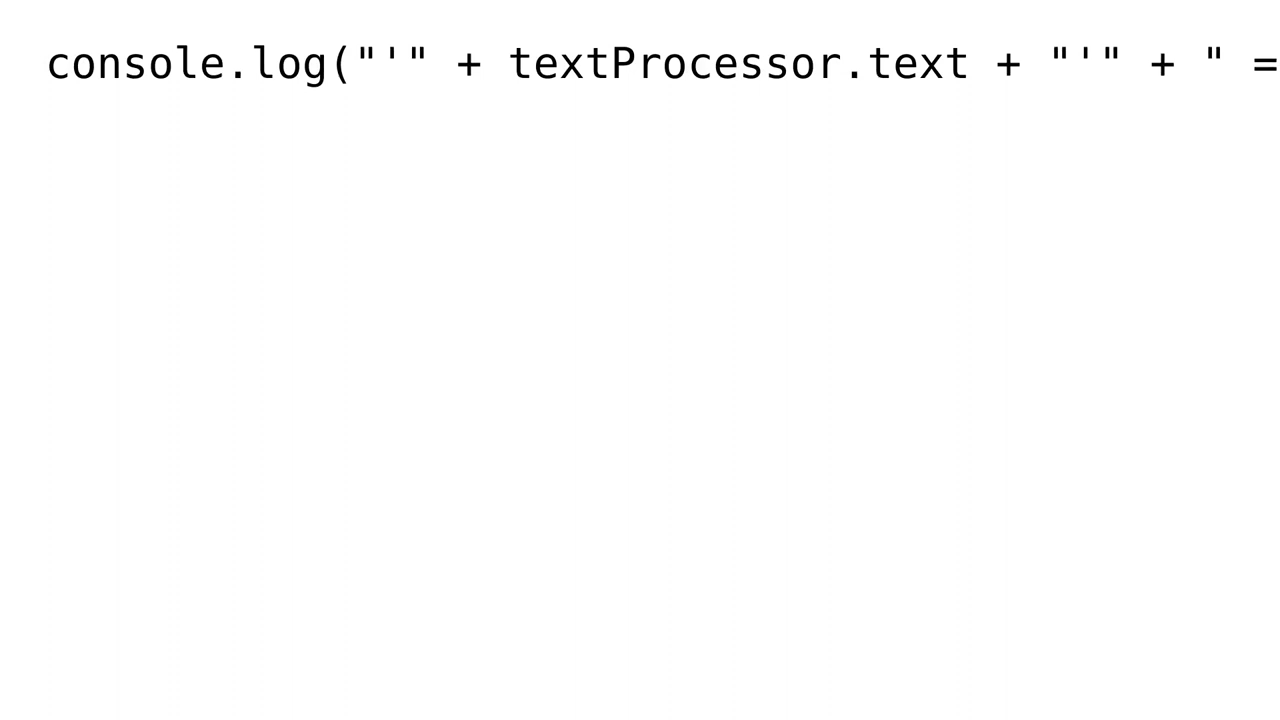 console.log("'" + textProcessor.text + "'" + " =